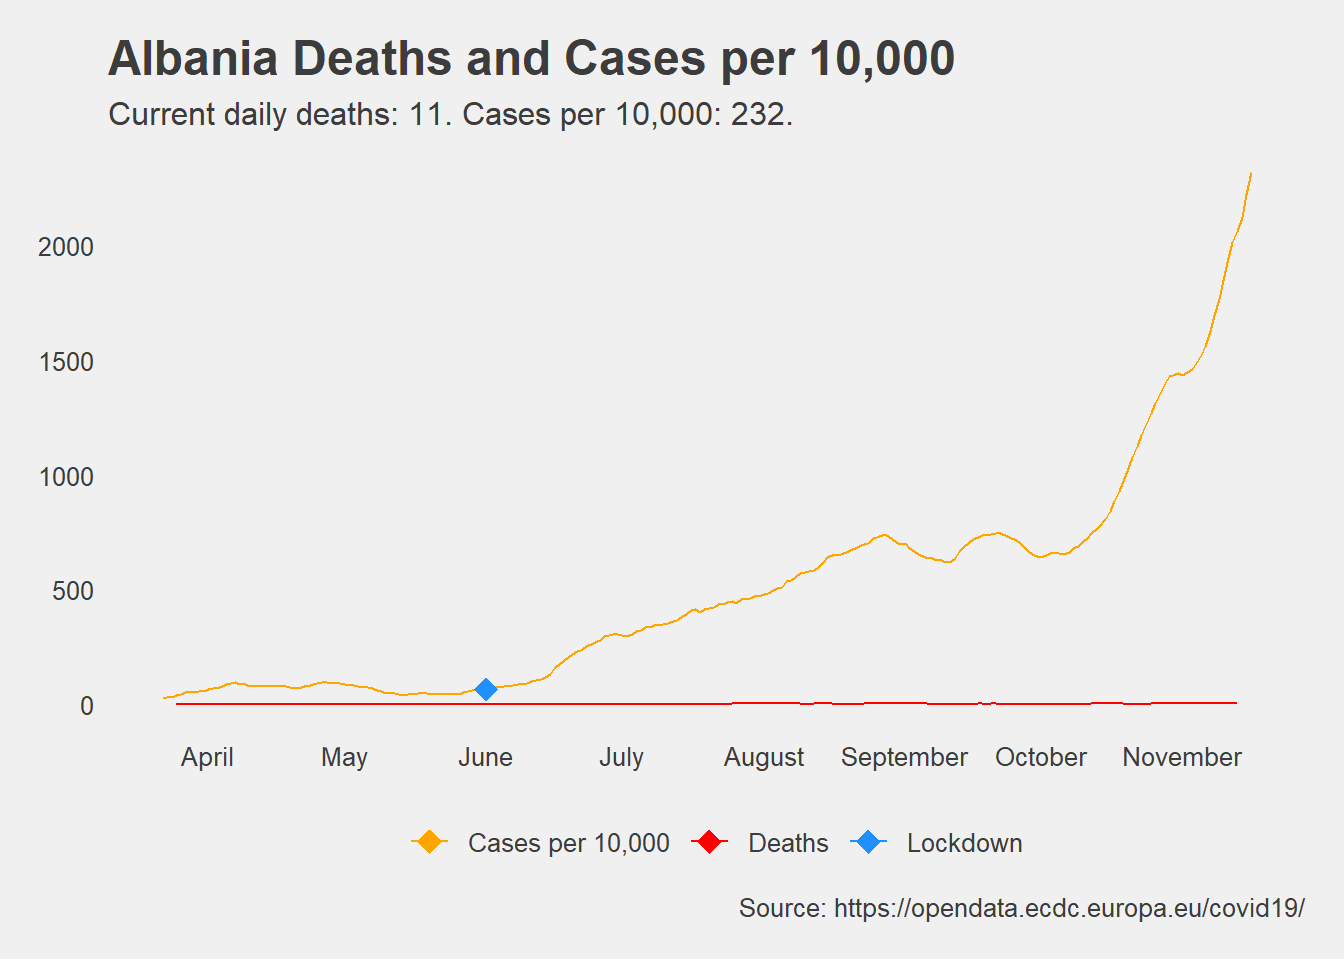 Albania Deaths and Cases per 10,000
Current daily deaths: 11. Cases per 10,000: 232.
2000
1500
1000
500
0
April May June July August September October November
Cases per 10,000 Deaths Lockdown
Source: https://opendata.ecdc.europa.eu/covid19/